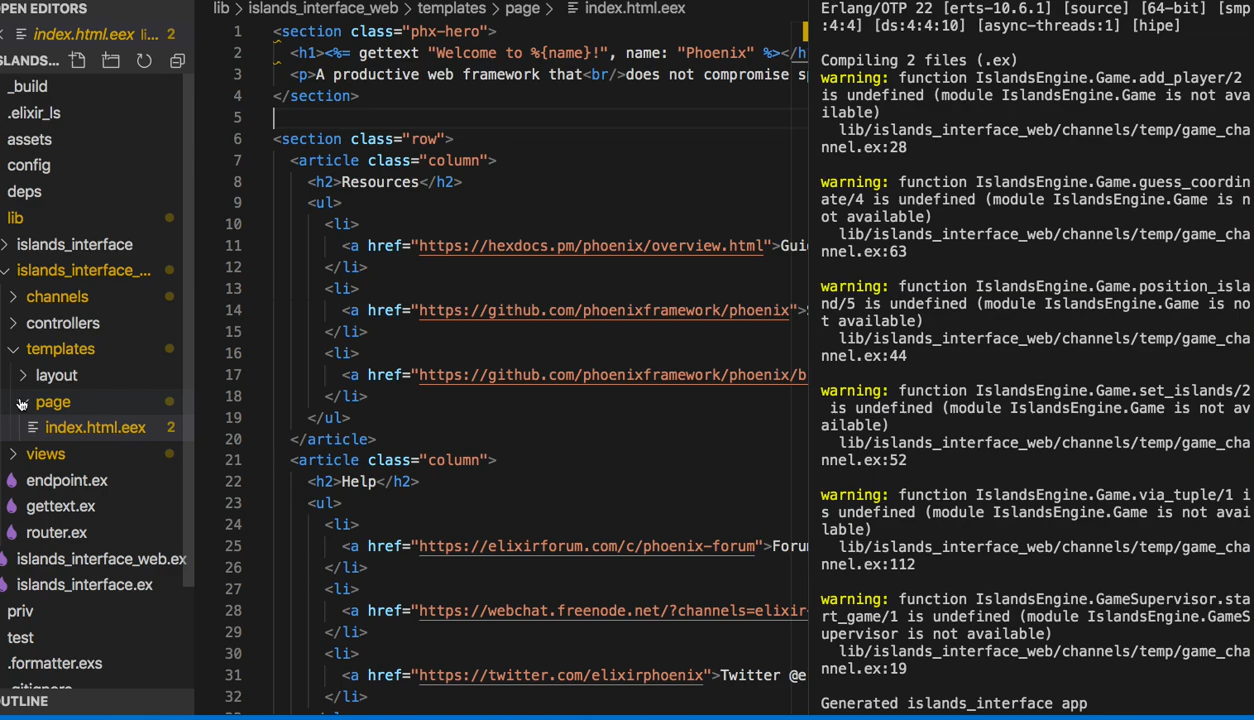 OPEN EDITORS
index.html.eex li... 2
SLANDS...
_build
.elixir_ls
assets
config
deps
lib
islands_interface
islands_interface_...
channels
controllers
templates
layout
page
index.html.eex 2
views
endpoint.ex
gettext.ex
router.ex
islands_interface_web.ex
islands_interface.ex
priv
test
.formatter.exs
.gitignore
OUTLINE
lib > islands_interface_web > templates > page > index.html.eex
1 <section class="phx-hero">
2 <h1><%= gettext "Welcome to %{name}!", name: "Phoenix" %></h
3 <p>A productive web framework that<br/>does not compromise s
4 </section>
5
6 <section class="row">
7 <article class="column">
8 <h2>Resources</h2>
9 <ul>
10 <li>
11 <a href="https://hexdocs.pm/phoenix/overview.html">Gui
12 </li>
13 <li>
14 <a href="https://github.com/phoenixframework/phoenix">S
15 </li>
16 <li>
17 <a href="https://github.com/phoenixframework/phoenix/b
18 </li>
19 </ul>
20 </article>
21 <article class="column">
22 <h2>Help</h2>
23 <ul>
24 <li>
25 <a href="https://elixirforum.com/c/phoenix-forum">Foru
26 </li>
27 <li>
28 <a href="https://webchat.freenode.net/?channels=elixir-
29 </li>
30 <li>
31 <a href="https://twitter.com/elixirphoenix">Twitter @e
32 </li>
Erlang/OTP 22 [erts-10.6.1] [source] [64-bit] [smp
:4:4] [ds:4:4:10] [async-threads:1] [hipe]
Compiling 2 files (.ex)
warning: function IslandsEngine.Game.add_player/2
is undefined (module IslandsEngine.Game is not ava
ilable)
lib/islands_interface_web/channels/temp/game_cha
nnel.ex:28
warning: function IslandsEngine.Game.guess_coordin
ate/4 is undefined (module IslandsEngine.Game is n
ot available)
lib/islands_interface_web/channels/temp/game_cha
nnel.ex:63
warning: function IslandsEngine.Game.position_isla
nd/5 is undefined (module IslandsEngine.Game is no
t available)
lib/islands_interface_web/channels/temp/game_cha
nnel.ex:44
warning: function IslandsEngine.Game.set_islands/2
is undefined (module IslandsEngine.Game is not av
ailable)
lib/islands_interface_web/channels/temp/game_cha
nnel.ex:52
warning: function IslandsEngine.Game.via_tuple/1 i
s undefined (module IslandsEngine.Game is not avai
lable)
lib/islands_interface_web/channels/temp/game_cha
nnel.ex:112
warning: function IslandsEngine.GameSupervisor.sta
rt_game/1 is undefined (module IslandsEngine.GameS
upervisor is not available)
lib/islands_interface_web/channels/temp/game_cha
nnel.ex:19
Generated islands_interface app